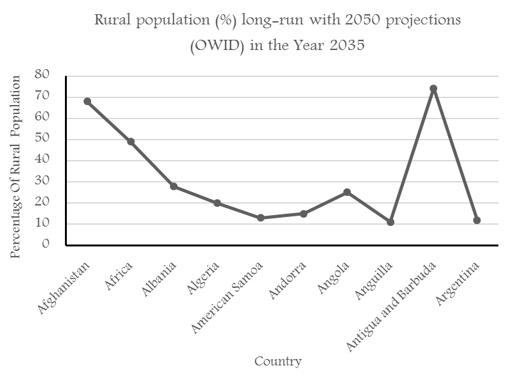 Rural population (%) long-run with 2050 projections
(OWID) in the Year 2035
Percentage Of Rural Population
80
70
60
50
40
30
20
10
0
Afghanistan
Africa
Albania
Algeria
American Samoa
Andorra
Angola
Anguilla
Antigua and Barbuda
Argentina
Country